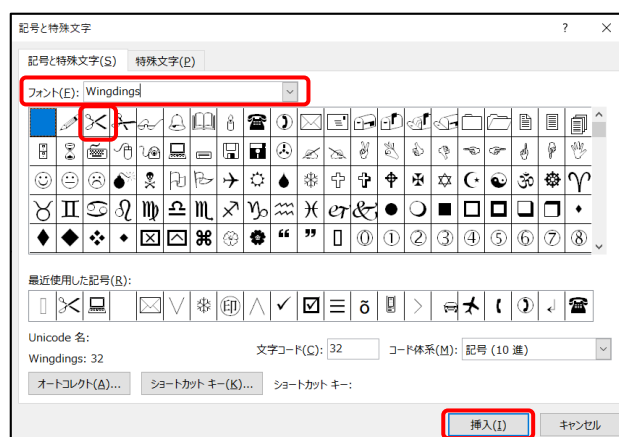 記号と特殊文字 ? ×
記号と特殊文字(S) 特殊文字(P)
フォント(F): Wingdings
最近使用した記号(R):
Unicode 名:
Wingdings: 32
文字コード(C): 32 コード体系(M): 記号 (10 進)
オートコレクト(A)... ショートカット キー(K)... ショートカット キー:
挿入(I) キャンセル